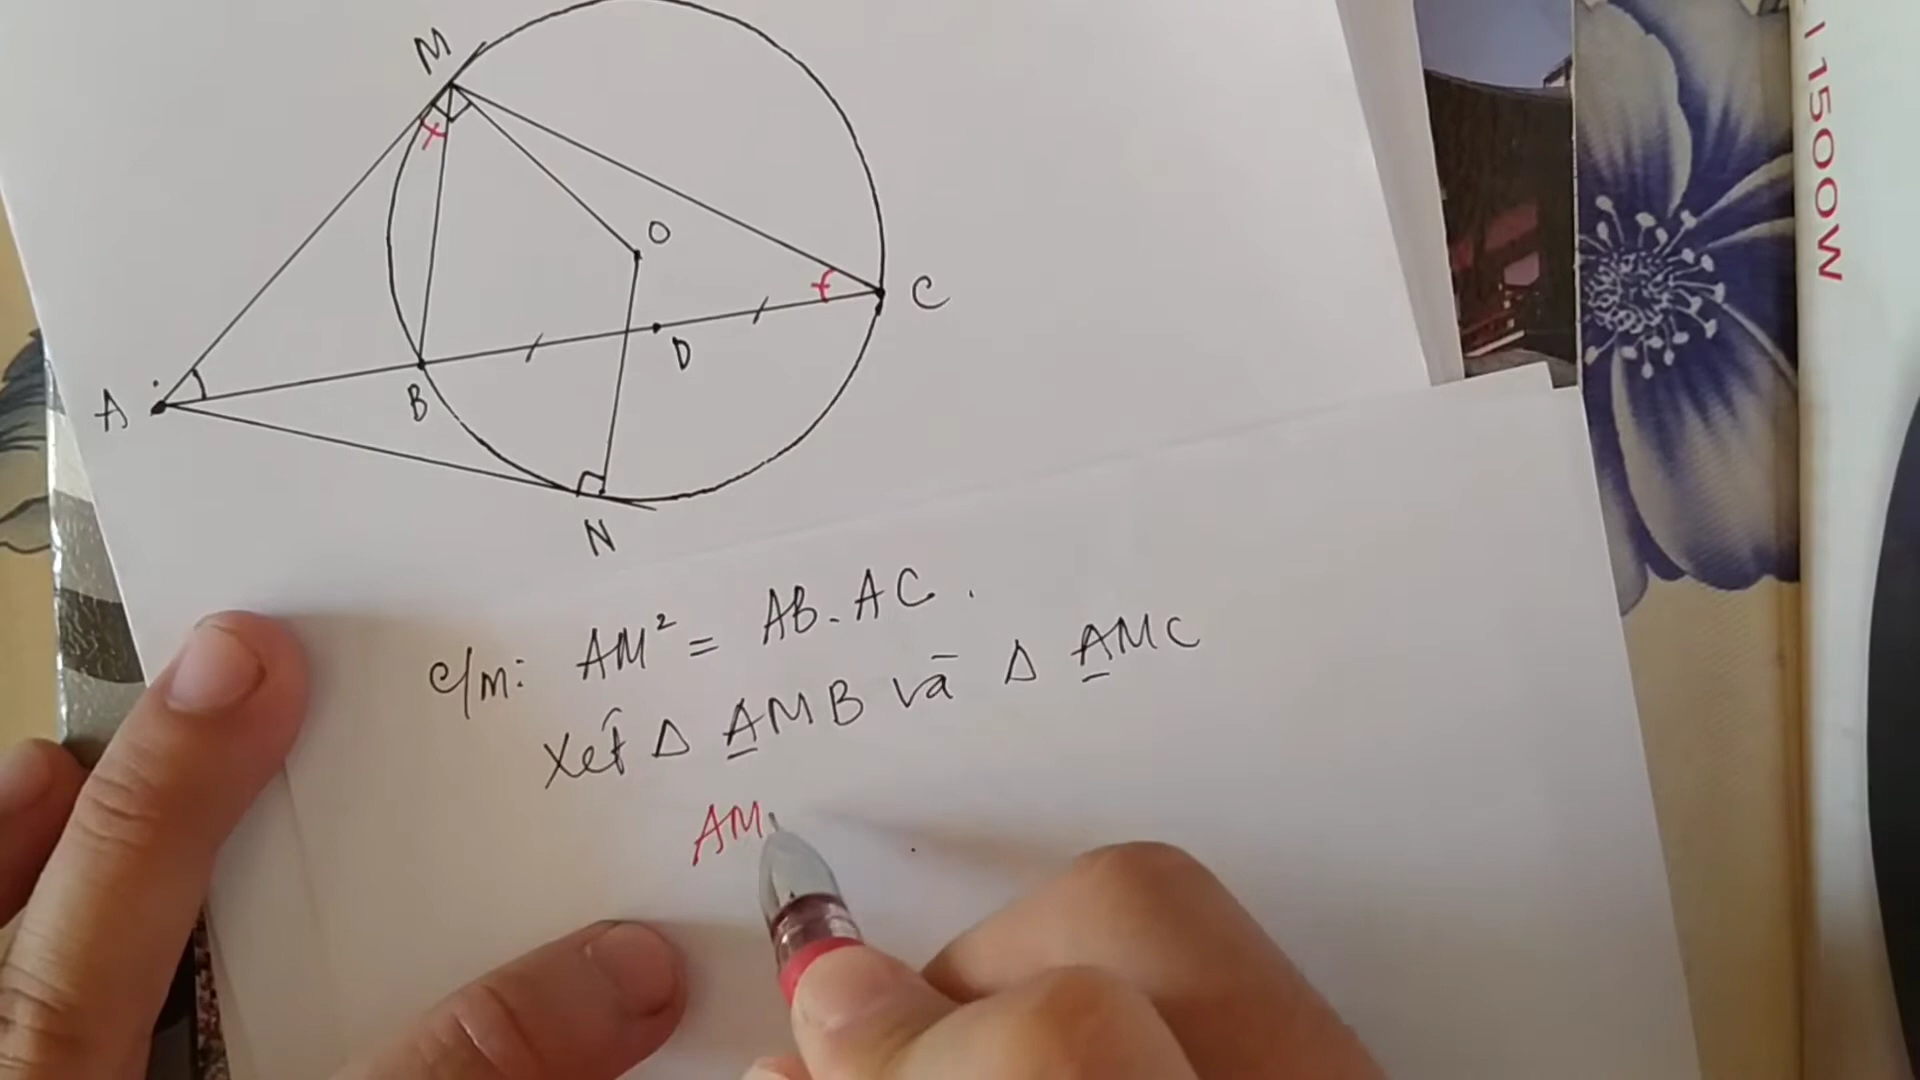 M
O
C
D
A
B
N
c/m: AM² = AB. AC.
Xét Δ AMB và Δ AMC
AM
1500W